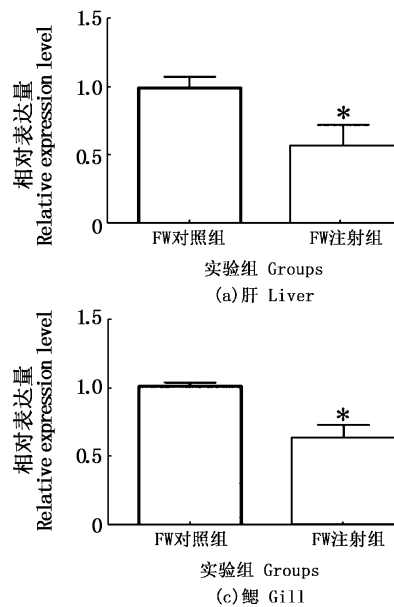 相对表达量
Relative expression level
1.5
1.0
0.5
0
*
FW对照组 FW注射组
实验组 Groups
(a)肝 Liver
相对表达量
Relative expression level
1.5
1.0
0.5
0
*
FW对照组 FW注射组
实验组 Groups
(c)鳃 Gill